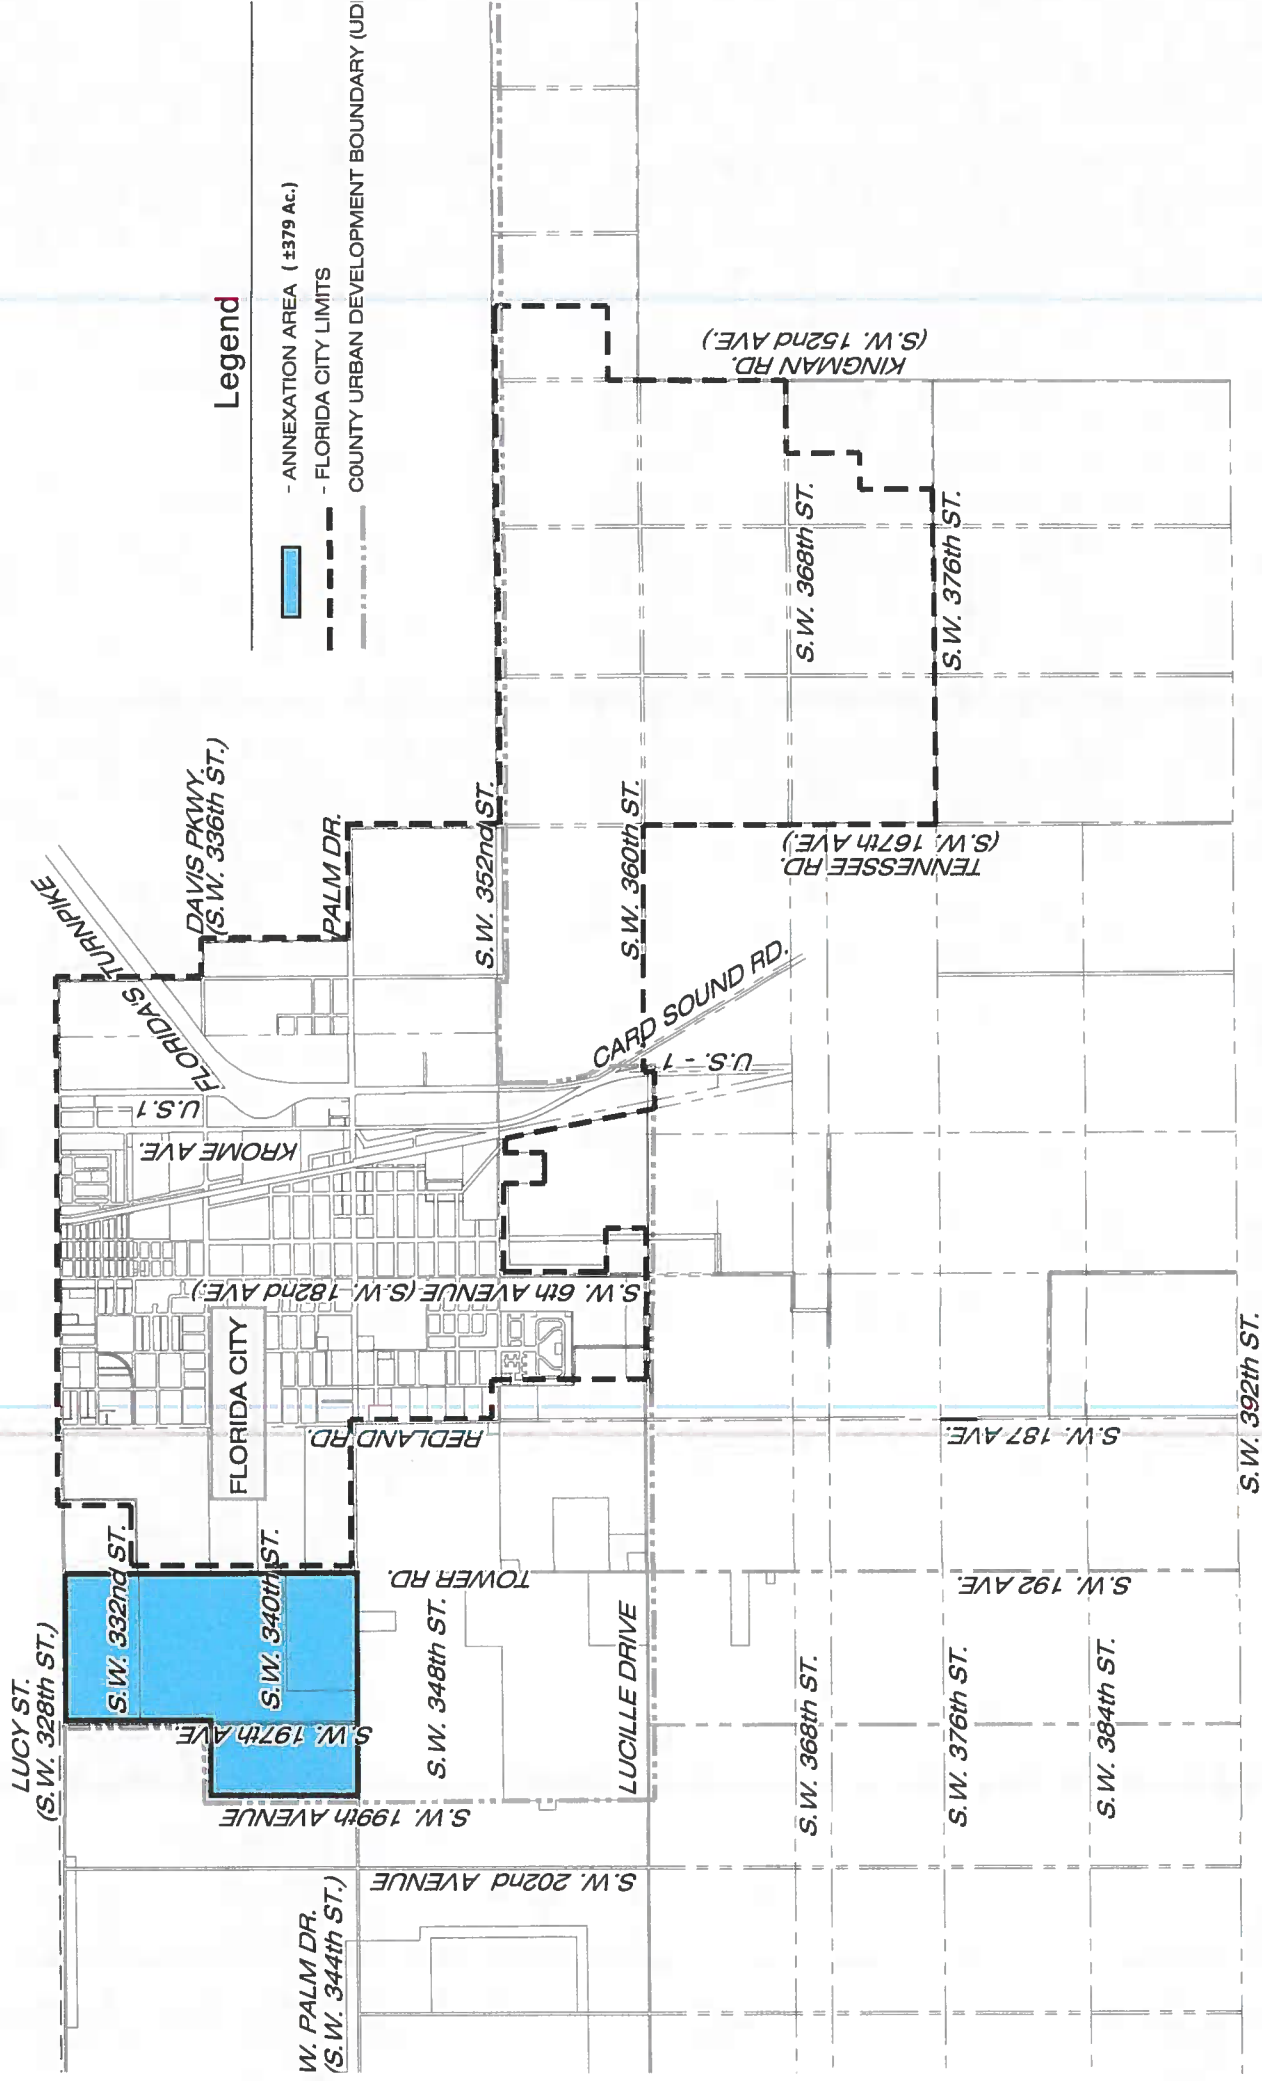 Legend
- ANNEXATION AREA ( ±379 Ac.)
- FLORIDA CITY LIMITS
COUNTY URBAN DEVELOPMENT BOUNDARY (UD
LUCY ST.
(S.W. 328th ST.)
S.W. 332nd ST.
S.W. 340th ST.
S.W. 197th AVE.
S.W. 199th AVENUE
W. PALM DR.
(S.W. 344th ST.)
S.W. 202nd AVENUE
S.W. 348th ST.
TOWER RD.
LUCILLE DRIVE
FLORIDA CITY
REDLAND RD.
S.W. 6th AVENUE (S.W. 182nd AVE.)
KROME AVE.
U.S.1
FLORIDA'S TURNPIKE
DAVIS PKWY.
(S.W. 336th ST.)
PALM DR.
S.W. 352nd ST.
S.W. 360th ST.
CARD SOUND RD.
U.S. - 1
TENNESSEE RD.
(S.W. 167th AVE.)
KINGMAN RD.
(S.W. 152nd AVE.)
S.W. 368th ST.
S.W. 376th ST.
S.W. 187 AVE.
S.W. 192 AVE.
S.W. 368th ST.
S.W. 376th ST.
S.W. 384th ST.
S.W. 392th ST.